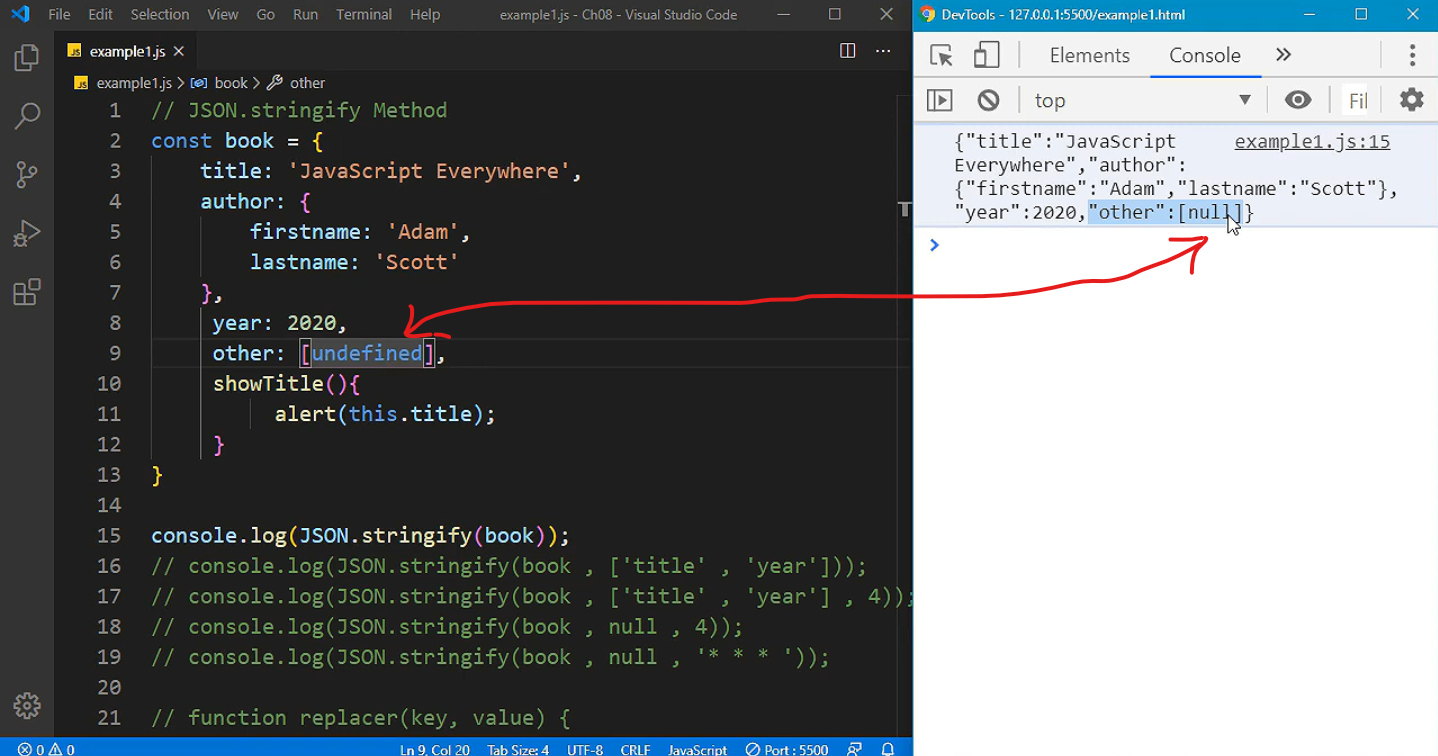 File Edit Selection View Go Run Terminal Help example1.js - Ch08 - Visual Studio Code
JS example1.js
JS example1.js > book > other
1 // JSON.stringify Method
2 const book = {
3 title: 'JavaScript Everywhere',
4 author: {
5 firstname: 'Adam',
6 lastname: 'Scott'
7 },
8 year: 2020,
9 other: [undefined],
10 showTitle(){
11 alert(this.title);
12 }
13 }
14
15 console.log(JSON.stringify(book));
16 // console.log(JSON.stringify(book , ['title' , 'year']));
17 // console.log(JSON.stringify(book , ['title' , 'year'] , 4));
18 // console.log(JSON.stringify(book , null , 4));
19 // console.log(JSON.stringify(book , null , '* * * '));
20
21 // function replacer(key, value) {
0 0 Ln 9, Col 20 Tab Size: 4 UTF-8 CRLF JavaScript Port : 5500
DevTools - 127.0.0.1:5500/example1.html
Elements Console
top Fil
{"title":"JavaScript example1.js:15
Everywhere","author":
{"firstname":"Adam","lastname":"Scott"},
"year":2020,"other":[null]}